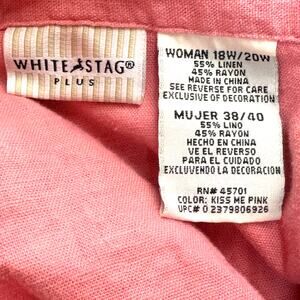 WHITE STAG®
PLUS
WOMAN 18W/20W
55% LINEN
45% RAYON
MADE IN CHINA
SEE REVERSE FOR CARE
EXCLUSIVE OF DECORATION
MUJER 38/40
55% LINO
45% RAYON
HECHO EN CHINA
VE EL REVERSO
PARA EL CUIDADO
EXCLUVENDO LA DECORACION
RN# 45701
COLOR: KISS ME PINK
UPC# 0 2379806926